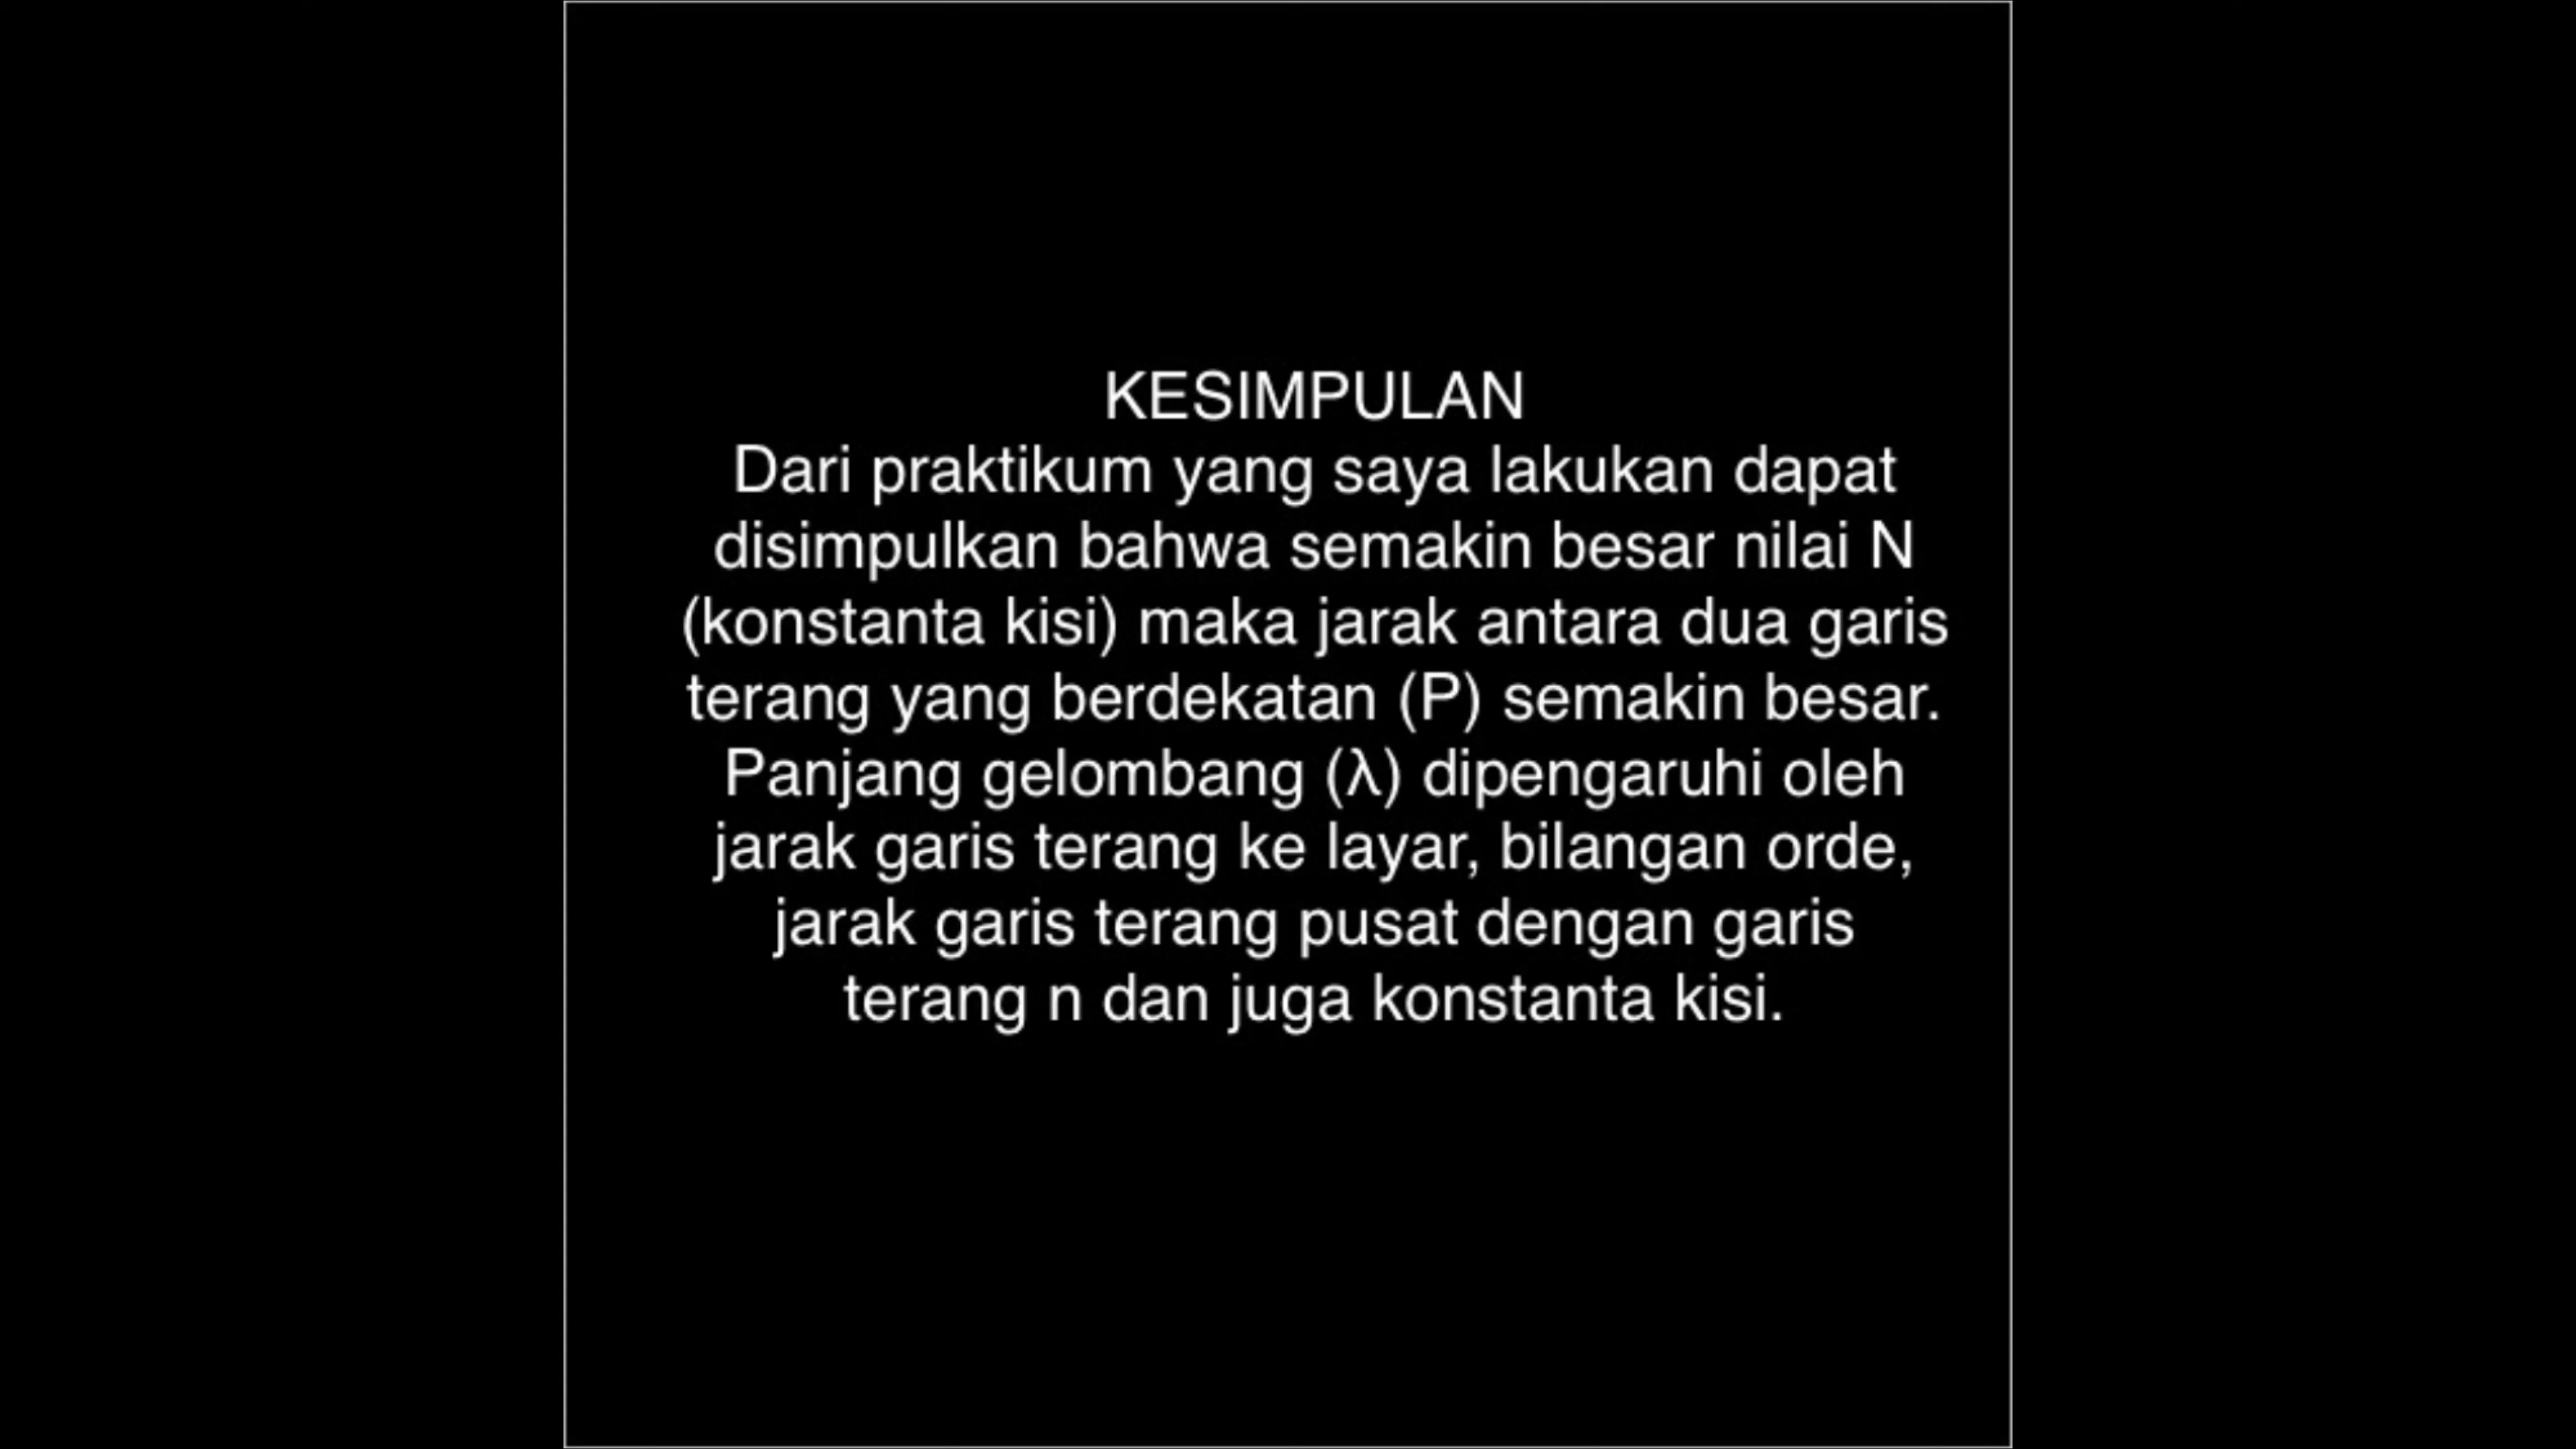 KESIMPULAN
Dari praktikum yang saya lakukan dapat
disimpulkan bahwa semakin besar nilai N
(konstanta kisi) maka jarak antara dua garis
terang yang berdekatan (P) semakin besar.
Panjang gelombang (λ) dipengaruhi oleh
jarak garis terang ke layar, bilangan orde,
jarak garis terang pusat dengan garis
terang n dan juga konstanta kisi.